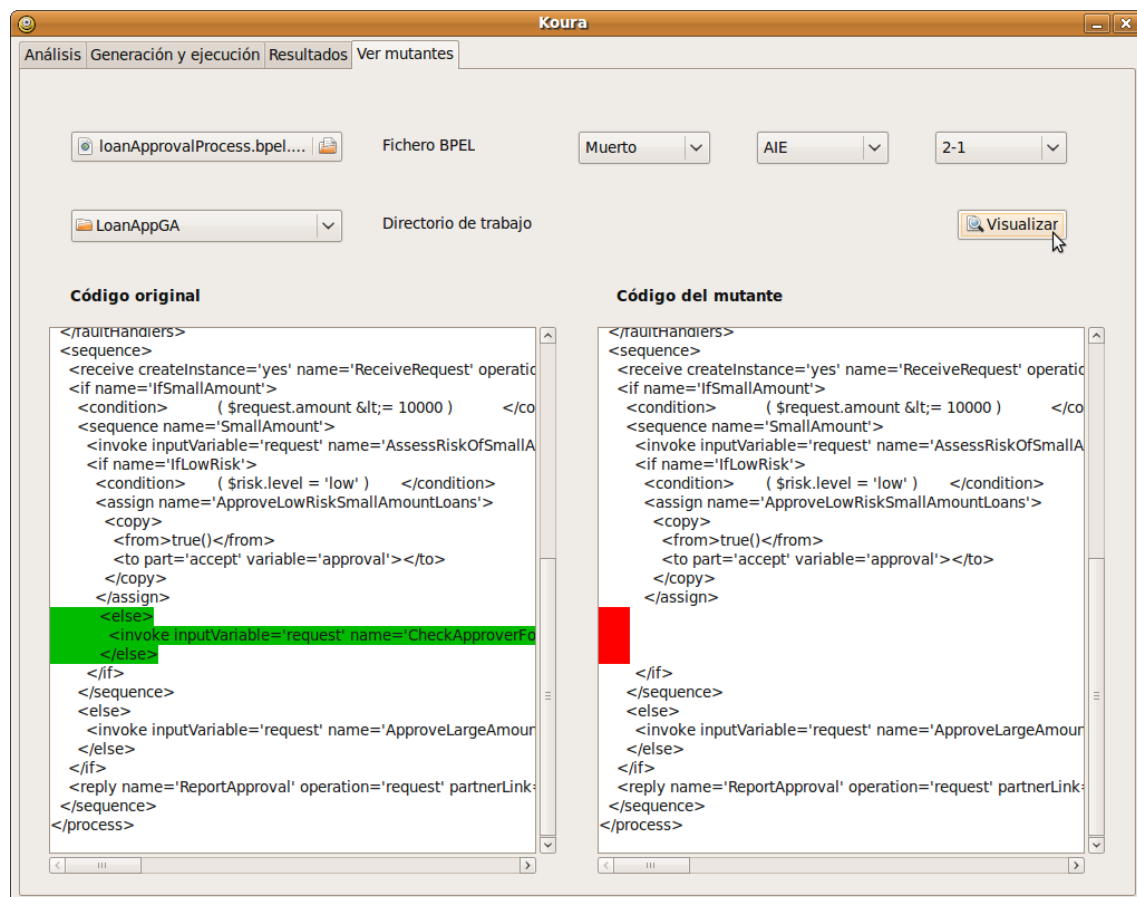 Koura
Análisis Generación y ejecución Resultados Ver mutantes
loanApprovalProcess.bpel.... Fichero BPEL Muerto AIE 2-1
LoanAppGA Directorio de trabajo Visualizar
Código original
</faultHandlers>
<sequence>
<receive createInstance='yes' name='ReceiveRequest' operatic
<if name='IfSmallAmount'>
<condition> ( $request.amount &lt;= 10000 ) </co
<sequence name='SmallAmount'>
<invoke inputVariable='request' name='AssessRiskOfSmallA
<if name='IfLowRisk'>
<condition> ( $risk.level = 'low' ) </condition>
<assign name='ApproveLowRiskSmallAmountLoans'>
<copy>
<from>true()</from>
<to part='accept' variable='approval'></to>
</copy>
</assign>
<else>
<invoke inputVariable='request' name='CheckApproverFo
</else>
</if>
</sequence>
<else>
<invoke inputVariable='request' name='ApproveLargeAmour
</else>
</if>
<reply name='ReportApproval' operation='request' partnerLink=
</sequence>
</process>
Código del mutante
</faultHandlers>
<sequence>
<receive createInstance='yes' name='ReceiveRequest' operatic
<if name='IfSmallAmount'>
<condition> ( $request.amount &lt;= 10000 ) </co
<sequence name='SmallAmount'>
<invoke inputVariable='request' name='AssessRiskOfSmallA
<if name='IfLowRisk'>
<condition> ( $risk.level = 'low' ) </condition>
<assign name='ApproveLowRiskSmallAmountLoans'>
<copy>
<from>true()</from>
<to part='accept' variable='approval'></to>
</copy>
</assign>
</if>
</sequence>
<else>
<invoke inputVariable='request' name='ApproveLargeAmour
</else>
</if>
<reply name='ReportApproval' operation='request' partnerLink=
</sequence>
</process>